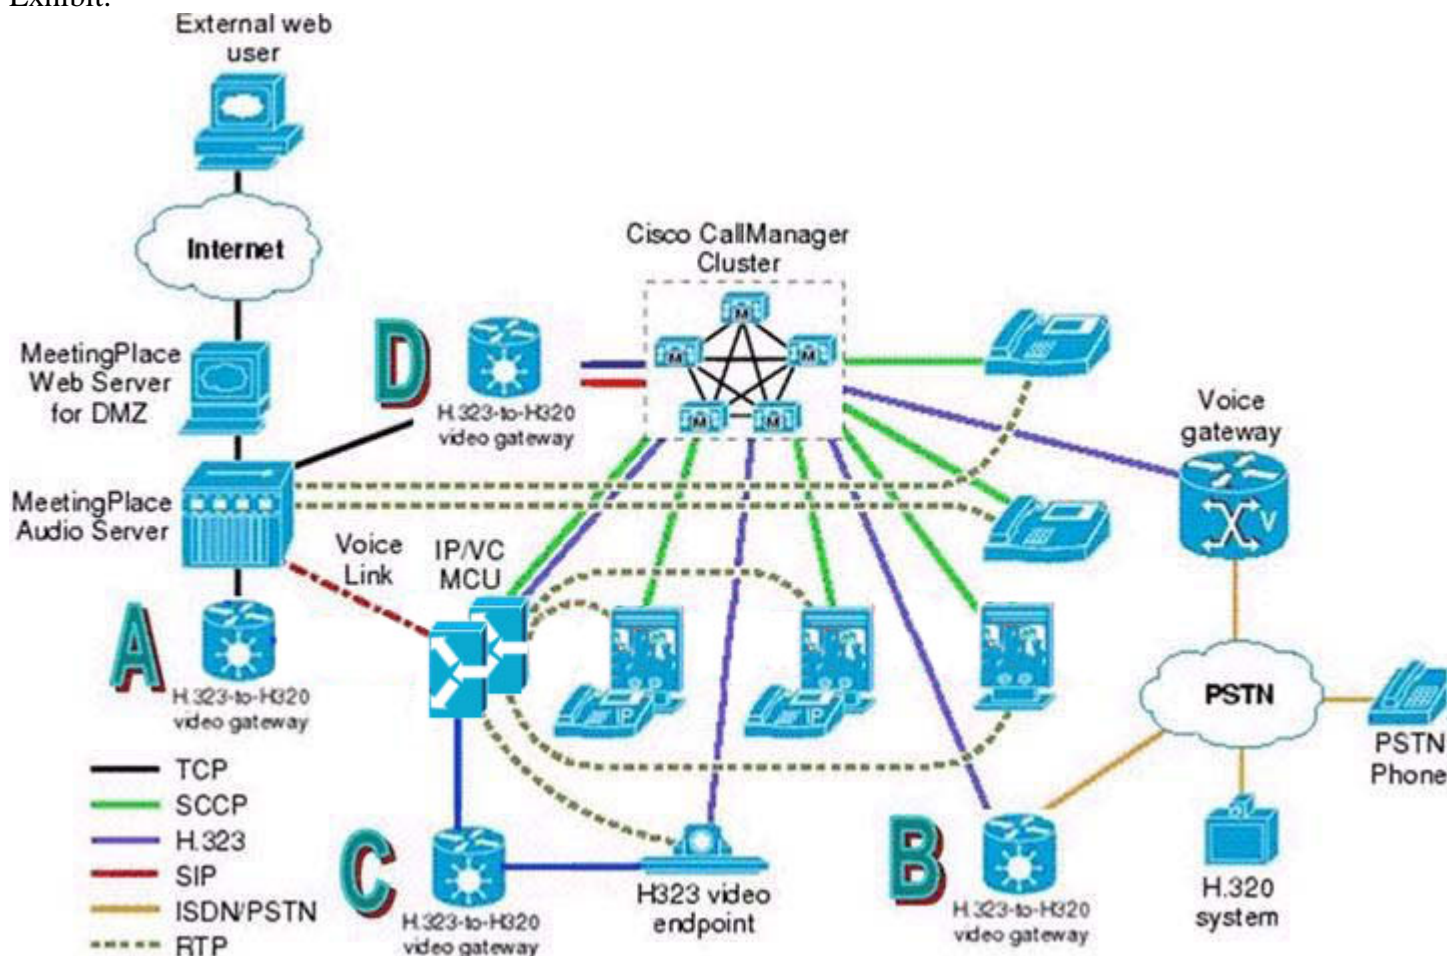 Exhibit:
External web
user
Internet
Cisco CallManager
Cluster
M
M
M
M
M
D
MeetingPlace
Web Server
for DMZ
H.323-to-H320
video gateway
Voice
gateway
V
MeetingPlace
Audio Server
Voice
Link
IP/VC
MCU
A
H.323-to-H320
video gateway
IP
IP
PSTN
PSTN
Phone
TCP
SCCP
H.323
SIP
ISDN/PSTN
RTP
C
H.323-to-H320
video gateway
H323 video
endpoint
B
H.323-to-H320
video gateway
H.320
system